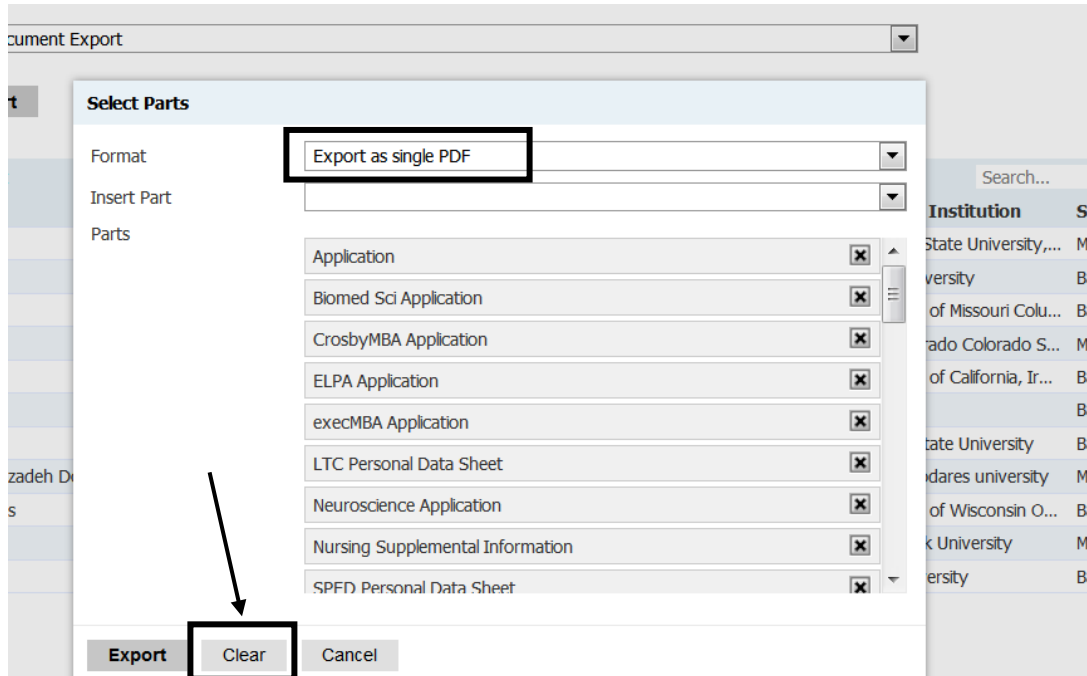 cument Export
rt
Select Parts
Format
Export as single PDF
Insert Part
Parts
Application
Biomed Sci Application
CrosbyMBA Application
ELPA Application
execMBA Application
LTC Personal Data Sheet
Neuroscience Application
Nursing Supplemental Information
SPED Personal Data Sheet
Export
Clear
Cancel
Search...
Institution S
State University,... M
versity B
of Missouri Colu... B
rado Colorado S... M
of California, Ir... B
B
tate University B
zadeh D
dares university M
s
of Wisconsin O... B
k University M
ersity B